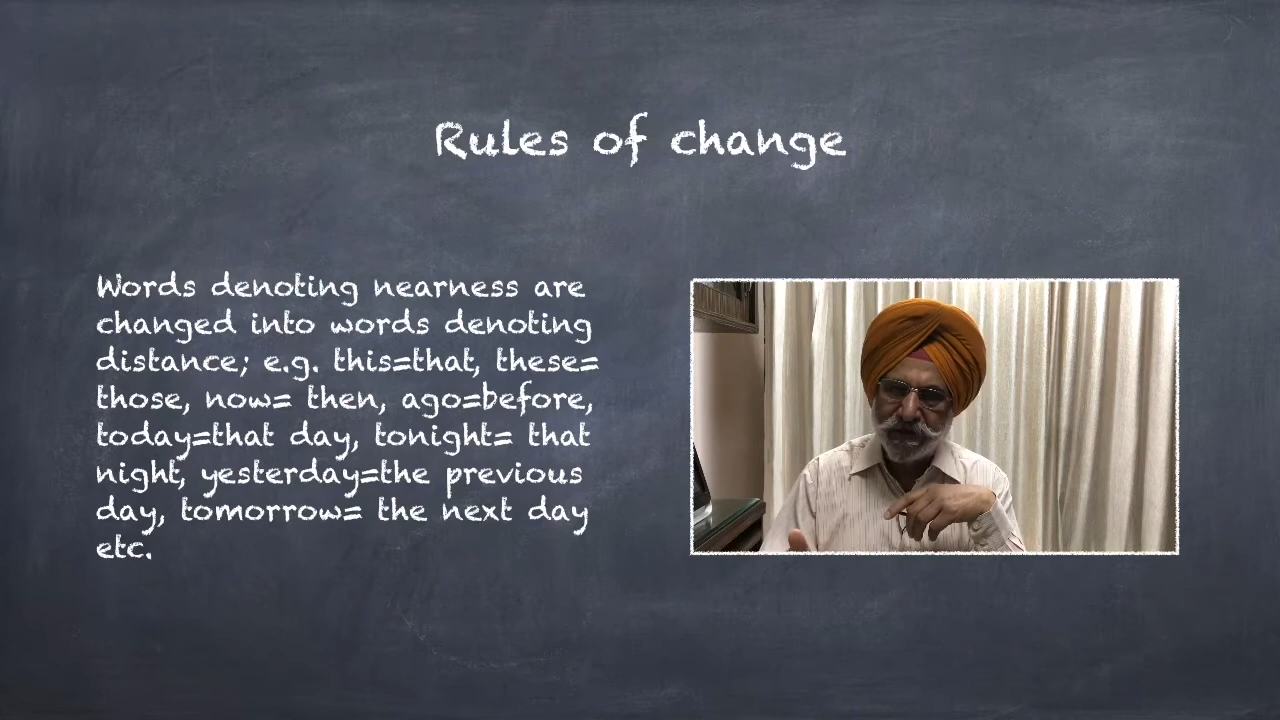 Rules of change
Words denoting nearness are
changed into words denoting
distance; e.g. this=that, these=
those, now= then, ago=before,
today=that day, tonight= that
night, yesterday=the previous
day, tomorrow= the next day
etc.